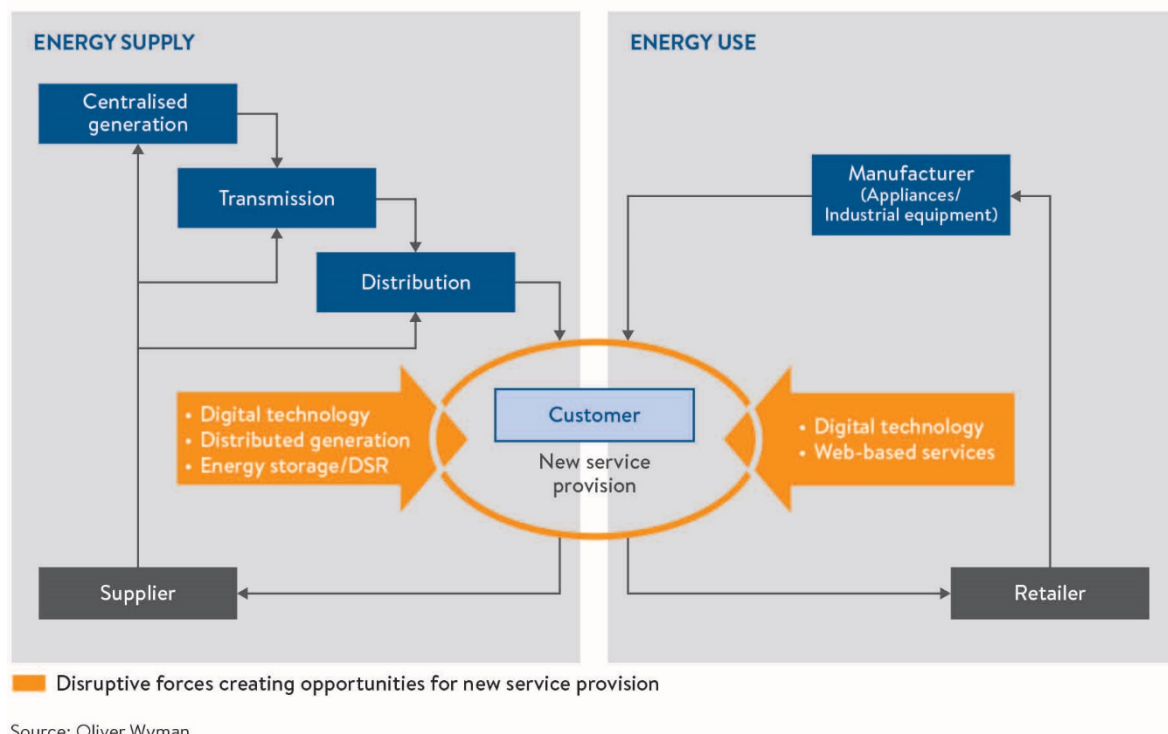 ENERGY SUPPLY
Centralised
generation
Transmission
Distribution
• Digital technology
• Distributed generation
• Energy storage/DSR
Supplier
ENERGY USE
Manufacturer
(Appliances/
Industrial equipment)
Customer
New service
provision
• Digital technology
• Web-based services
Retailer
Disruptive forces creating opportunities for new service provision
Source: Oliver Wyman